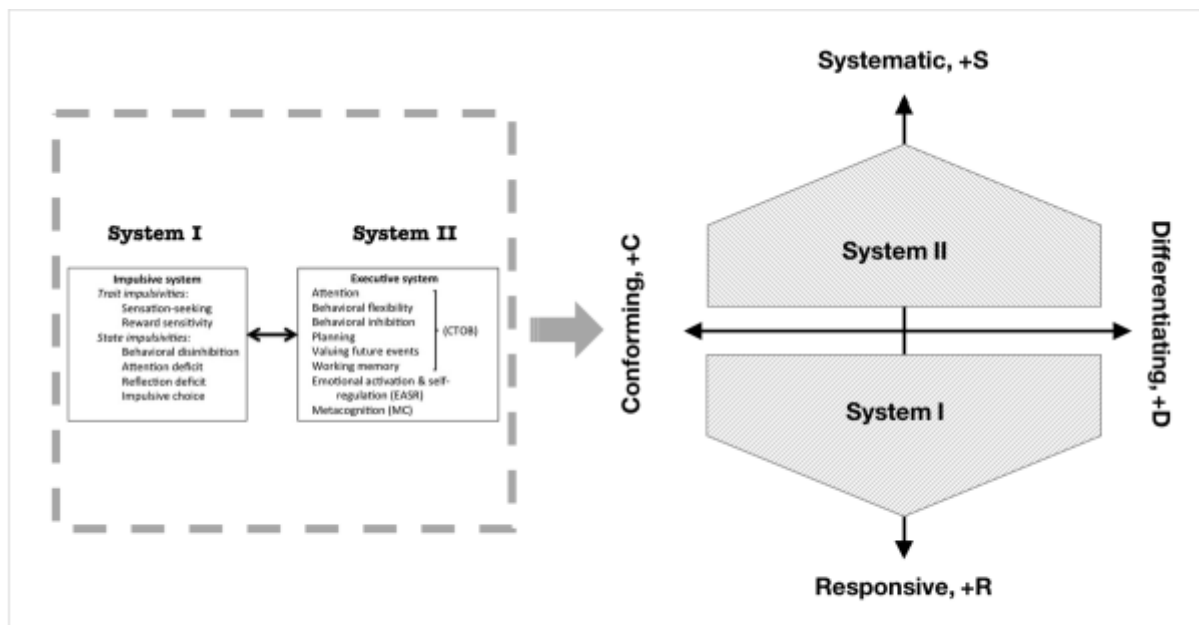 System I
Impulsive system
Trait impulsivities:
Sensation-seeking
Reward sensitivity
State impulsivities:
Behavioral disinhibition
Attention deficit
Reflection deficit
Impulsive choice
System II
Executive system
Attention
Behavioral flexibility
Behavioral inhibition
Planning
Valuing future events
Working memory
(CTOB)
Emotional activation & self-
regulation (EASR)
Metacognition (MC)
Systematic, +S
Conforming, +C
System II
System I
Differentiating, +D
Responsive, +R